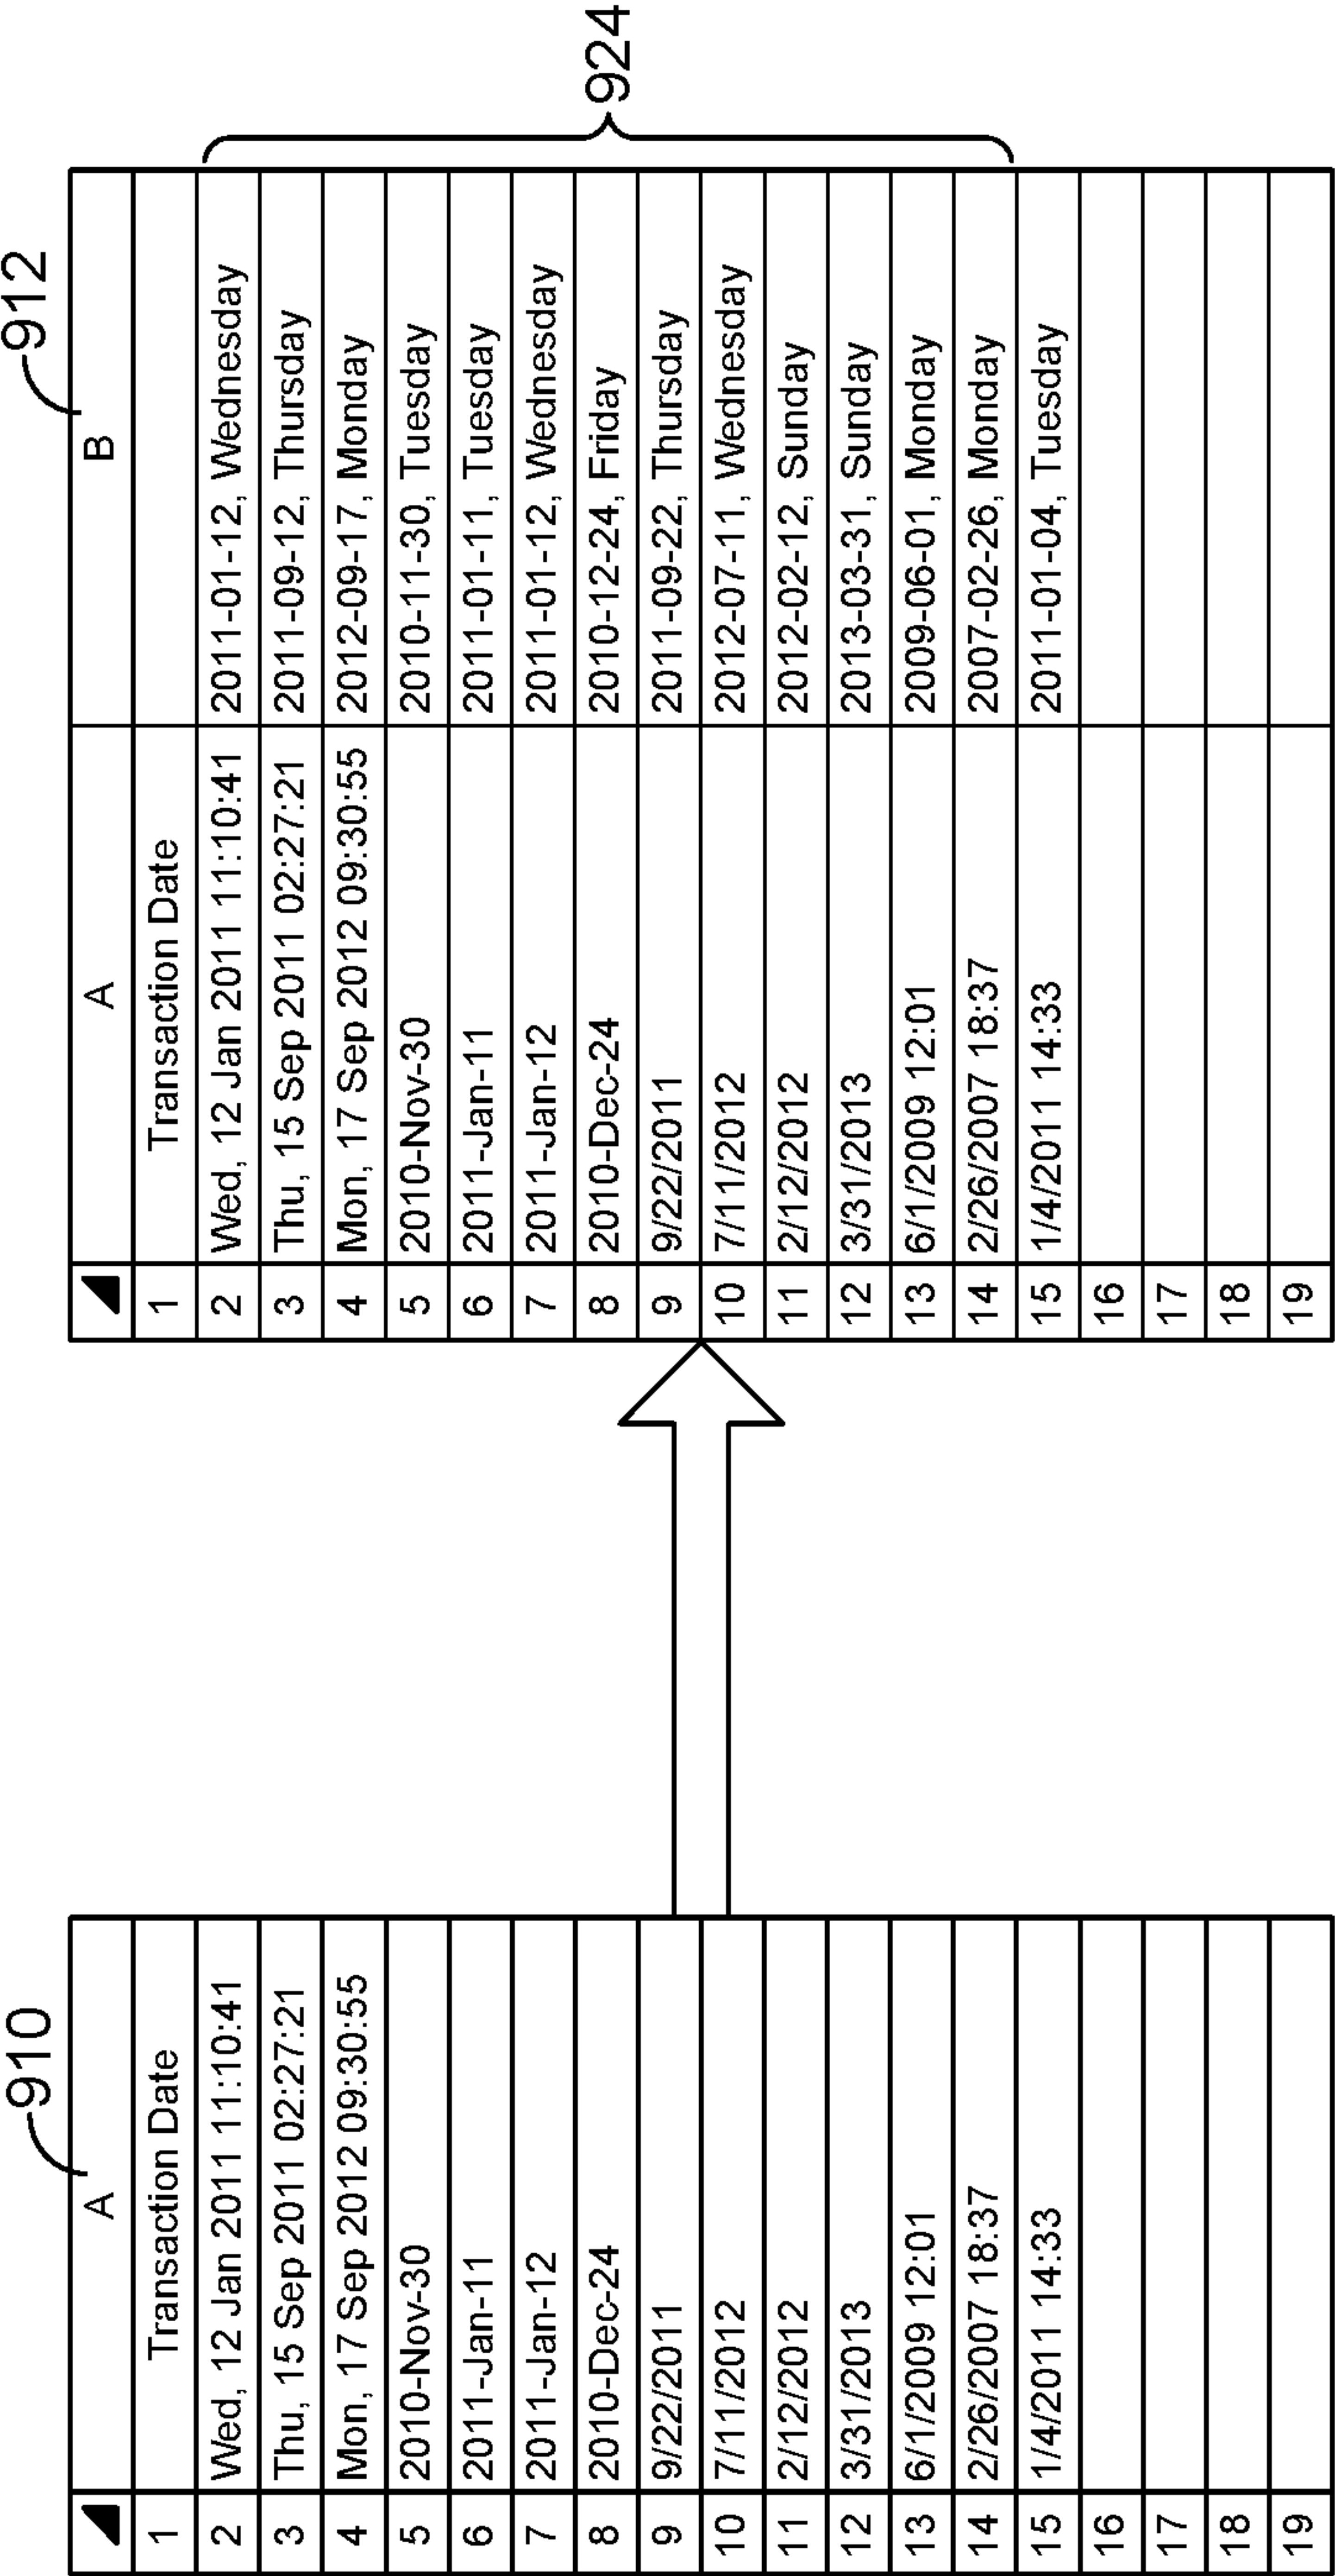 910
A
1 Transaction Date
2 Wed, 12 Jan 2011 11:10:41
3 Thu, 15 Sep 2011 02:27:21
4 Mon, 17 Sep 2012 09:30:55
5 2010-Nov-30
6 2011-Jan-11
7 2011-Jan-12
8 2010-Dec-24
9 9/22/2011
10 7/11/2012
11 2/12/2012
12 3/31/2013
13 6/1/2009 12:01
14 2/26/2007 18:37
15 1/4/2011 14:33
16
17
18
19
912
A B
1 Transaction Date
2 Wed, 12 Jan 2011 11:10:41 2011-01-12, Wednesday
3 Thu, 15 Sep 2011 02:27:21 2011-09-12, Thursday
4 Mon, 17 Sep 2012 09:30:55 2012-09-17, Monday
5 2010-Nov-30 2010-11-30, Tuesday
6 2011-Jan-11 2011-01-11, Tuesday
7 2011-Jan-12 2011-01-12, Wednesday
8 2010-Dec-24 2010-12-24, Friday
9 9/22/2011 2011-09-22, Thursday
10 7/11/2012 2012-07-11, Wednesday
11 2/12/2012 2012-02-12, Sunday
12 3/31/2013 2013-03-31, Sunday
13 6/1/2009 12:01 2009-06-01, Monday
14 2/26/2007 18:37 2007-02-26, Monday
15 1/4/2011 14:33 2011-01-04, Tuesday
16
17
18
19
924